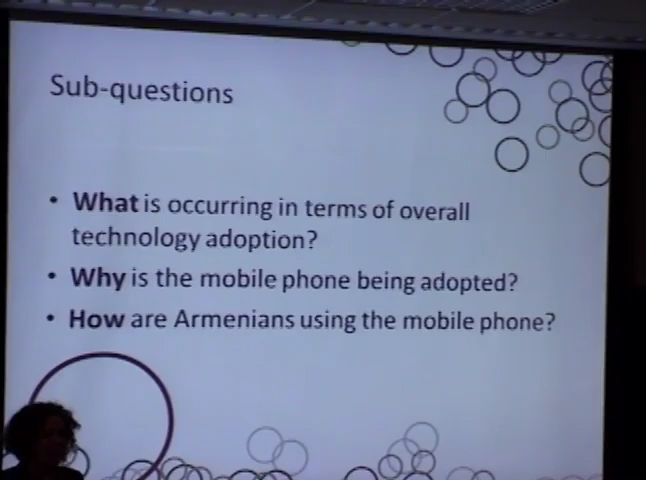 Sub-questions
• What is occurring in terms of overall
technology adoption?
• Why is the mobile phone being adopted?
• How are Armenians using the mobile phone?